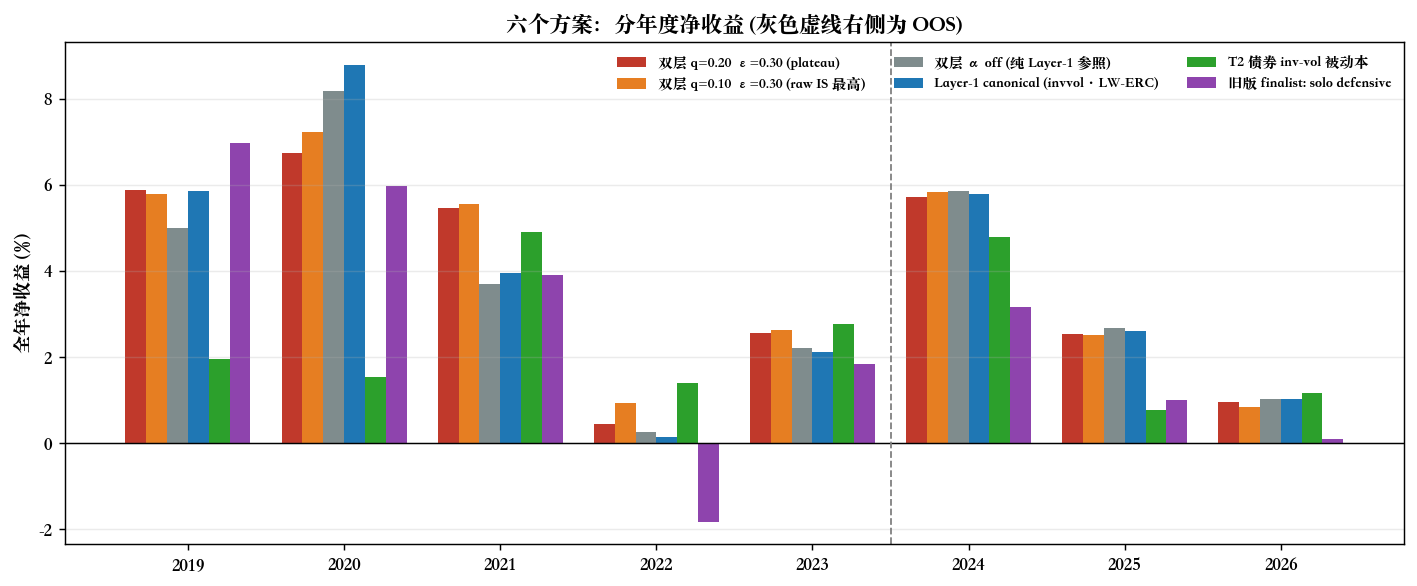 六个方案：分年度净收益 (灰色虚线右侧为 OOS)
双层 q=0.20 ε=0.30 (plateau)
双层 q=0.10 ε=0.30 (raw IS 最高)
双层 α off (纯 Layer-1 参照)
Layer-1 canonical (invvol · LW-ERC)
T2 债券 inv-vol 被动本
旧版 finalist: solo defensive
全年净收益 (%)
8
6
4
2
0
-2
2019 2020 2021 2022 2023 2024 2025 2026